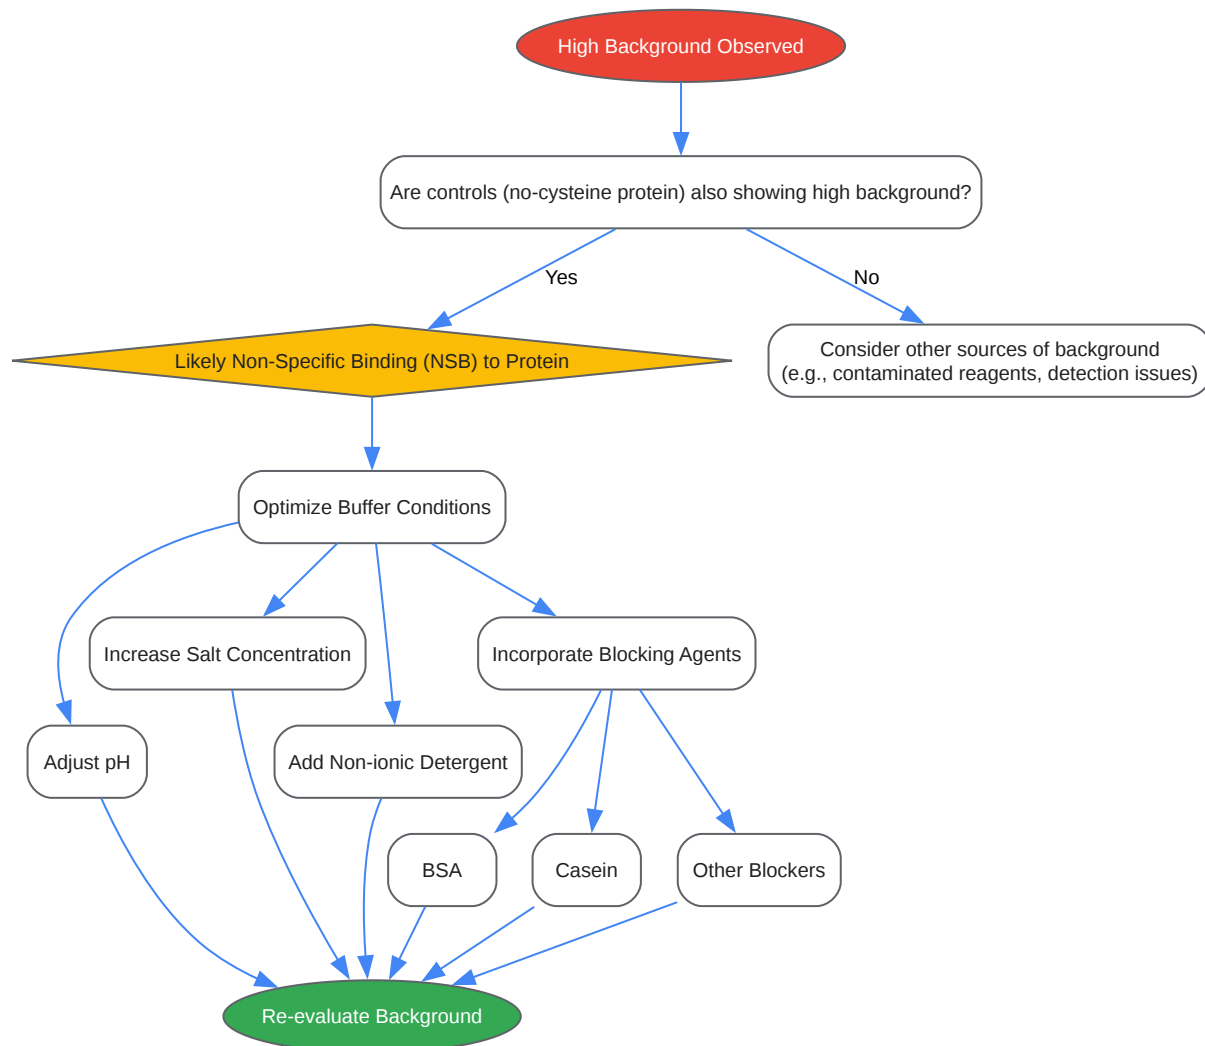 High Background Observed
Are controls (no-cysteine protein) also showing high background?
Yes
No
Likely Non-Specific Binding (NSB) to Protein
Consider other sources of background
(e.g., contaminated reagents, detection issues)
Optimize Buffer Conditions
Increase Salt Concentration
Incorporate Blocking Agents
Adjust pH
Add Non-ionic Detergent
BSA
Casein
Other Blockers
Re-evaluate Background